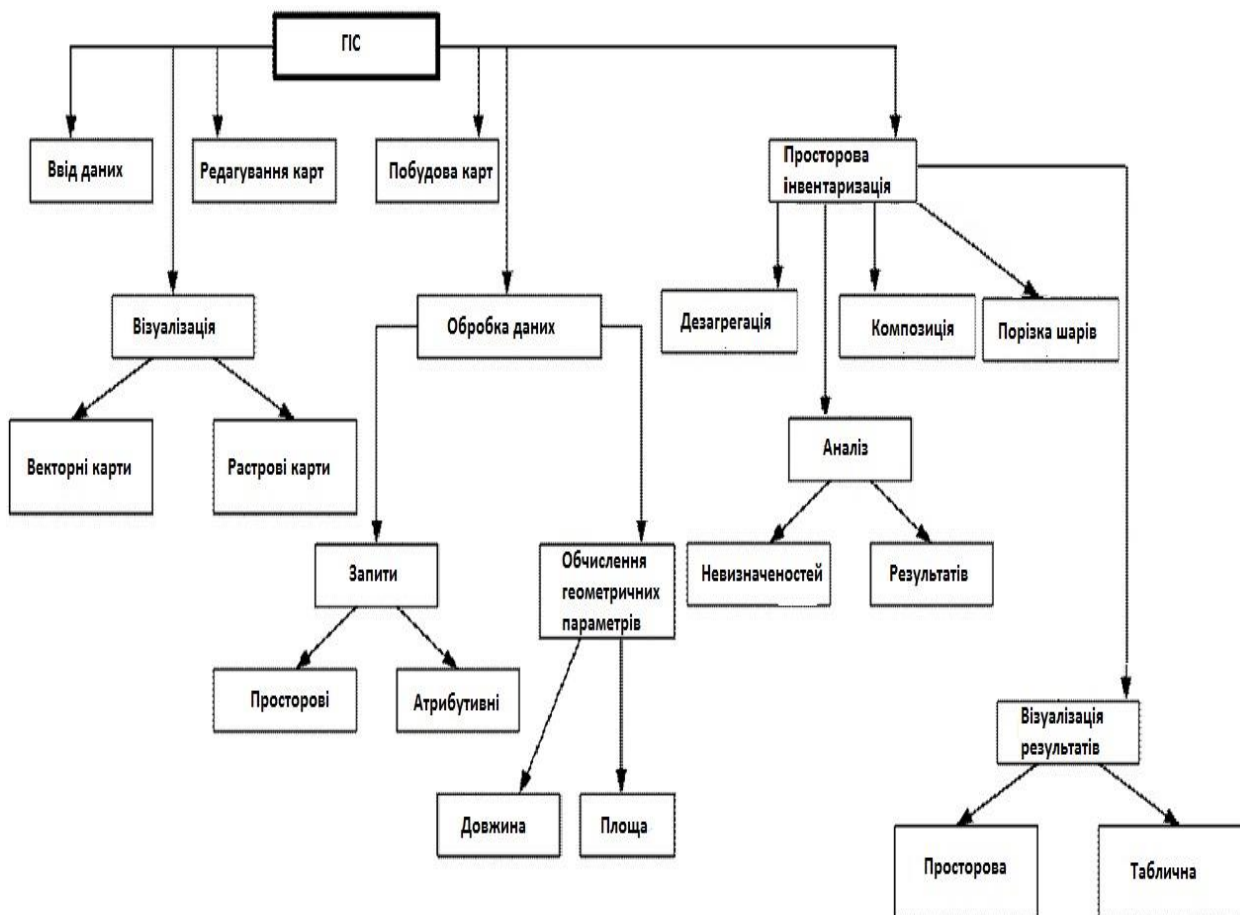 ГІС
Ввід даних
Редагування карт
Побудова карт
Просторова
інвентаризація
Візуалізація
Обробка даних
Дезагрегація
Композиція
Порізка шарів
Векторні карти
Растрові карти
Аналіз
Запити
Обчислення
геометричних
параметрів
Невизначеностей
Результатів
Просторові
Атрибутивні
Візуалізація
результатів
Довжина
Площа
Просторова
Таблична